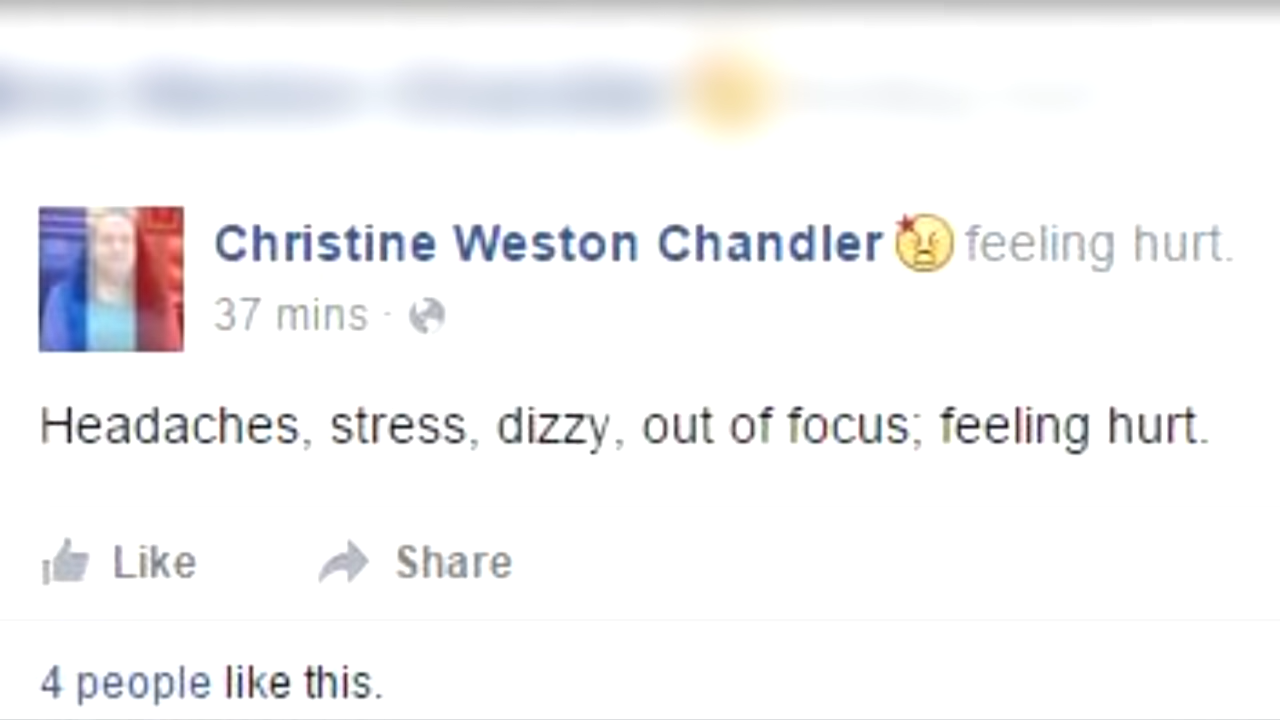 Christine Weston Chandler feeling hurt.
37 mins ·
Headaches, stress, dizzy, out of focus; feeling hurt.
Like Share
4 people like this.